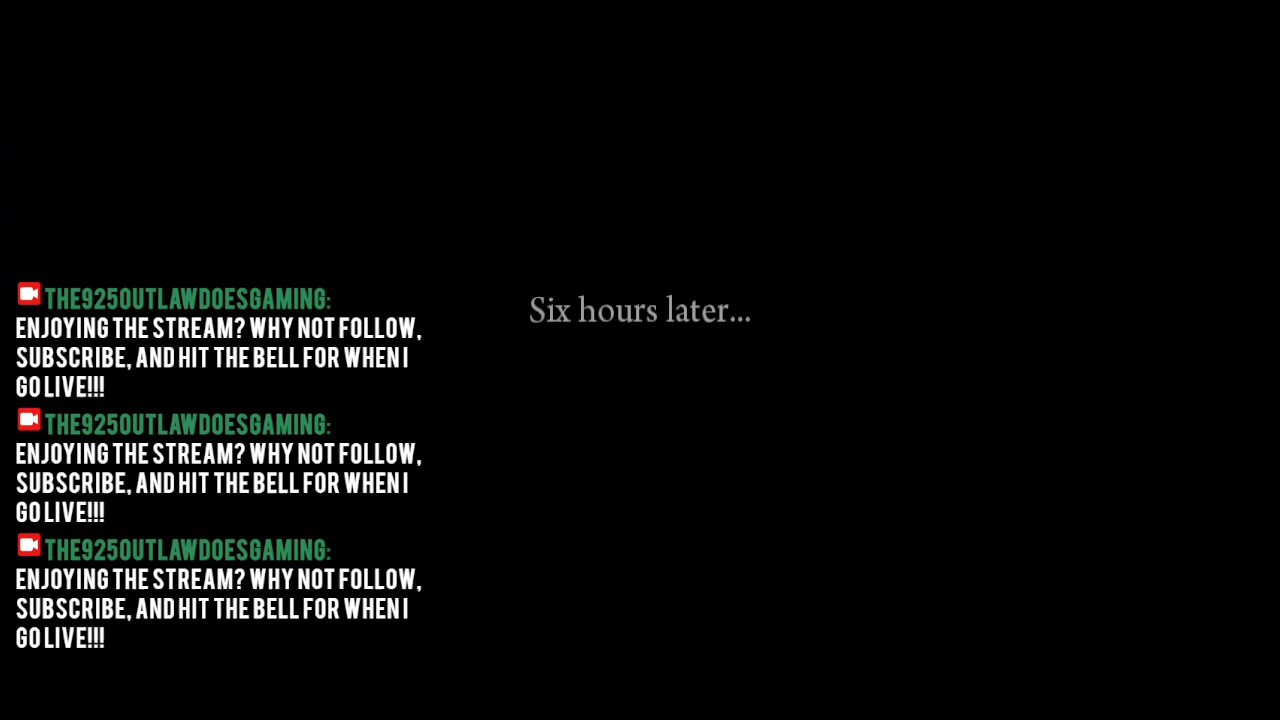 THE925OUTLAWDOESGAMING:
ENJOYING THE STREAM? WHY NOT FOLLOW,
SUBSCRIBE, AND HIT THE BELL FOR WHEN I
GO LIVE!!!
THE925OUTLAWDOESGAMING:
ENJOYING THE STREAM? WHY NOT FOLLOW,
SUBSCRIBE, AND HIT THE BELL FOR WHEN I
GO LIVE!!!
THE925OUTLAWDOESGAMING:
ENJOYING THE STREAM? WHY NOT FOLLOW,
SUBSCRIBE, AND HIT THE BELL FOR WHEN I
GO LIVE!!!
Six hours later...